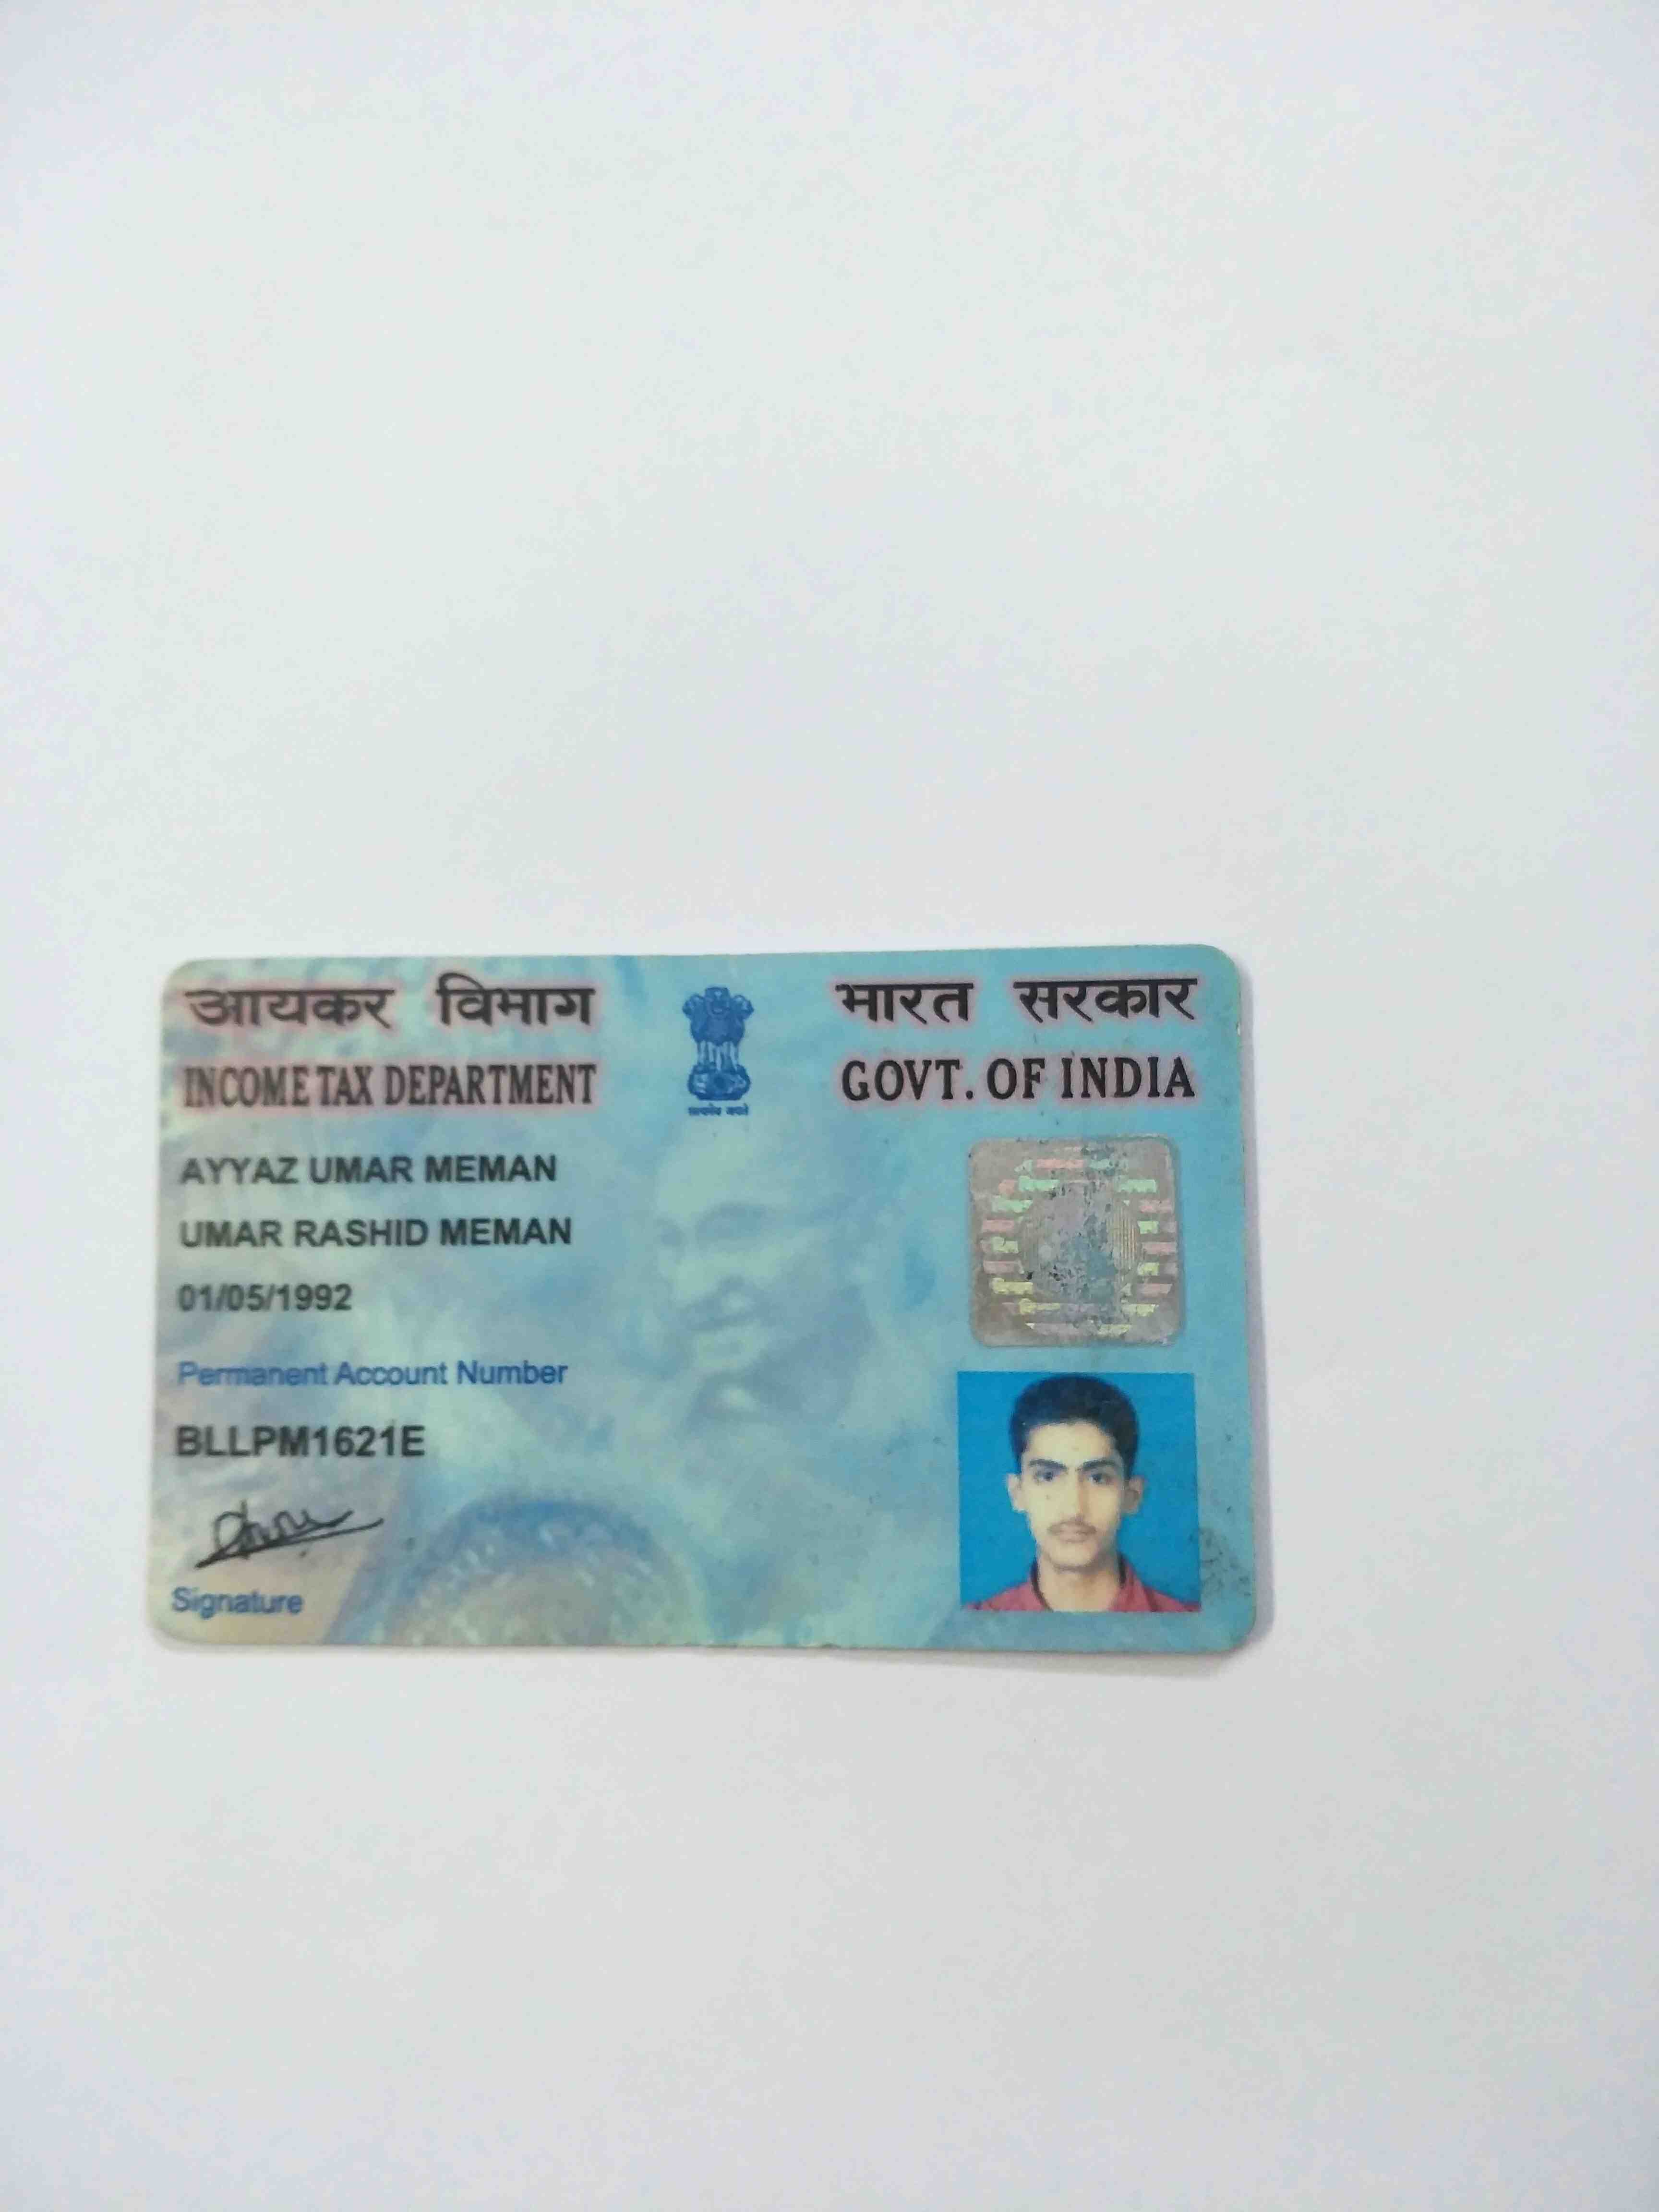 आयकर विभाग
INCOME TAX DEPARTMENT
भारत सरकार
GOVT. OF INDIA
सत्यमेव जयते
AYYAZ UMAR MEMAN
UMAR RASHID MEMAN
01/05/1992
Permanent Account Number
BLLPM1621E
Signature